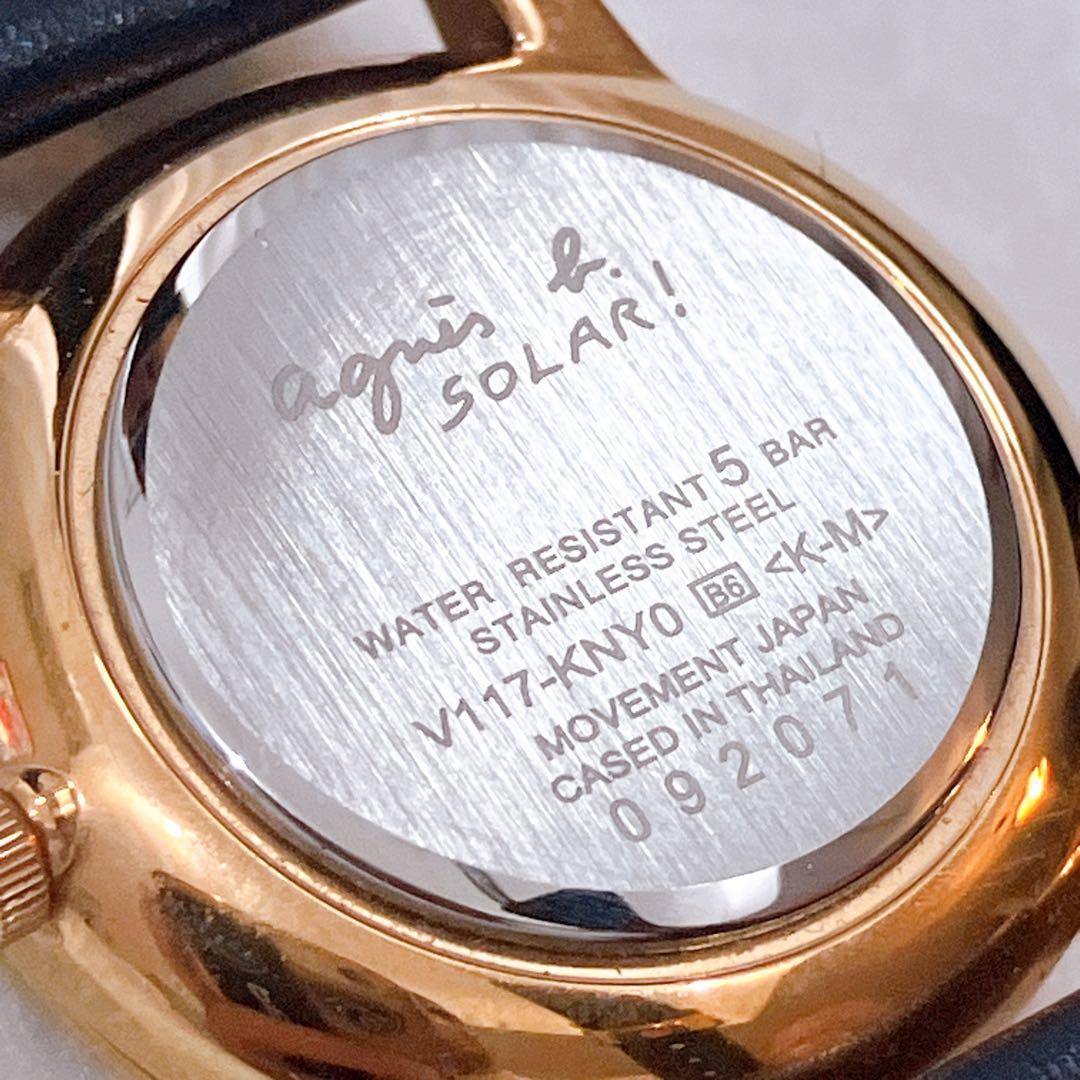 agnès b.
SOLAR!
WATER RESISTANT 5 BAR
STAINLESS STEEL
V117-KNY0 B6 <K-M>
MOVEMENT JAPAN
CASED IN THAILAND
092071